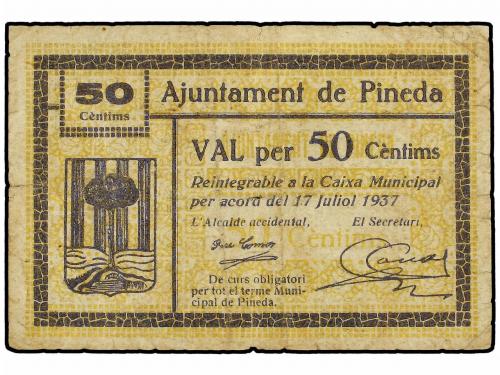 50
Cèntims
Ajuntament de Pineda
VAL per 50 Cèntims
Reintegrable a la Caixa Municipal
per acord del 17 Juliol 1937
L'Alcalde accidental, El Secretari,
De curs obligatori
per tot el terme Muni-
cipal de Pineda.